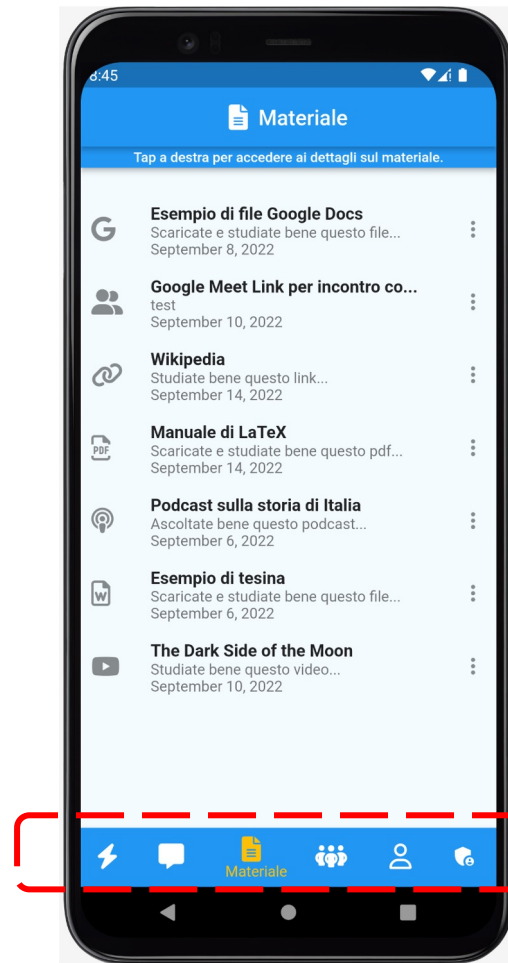 8:45
Materiale
Tap a destra per accedere ai dettagli sul materiale.
Esempio di file Google Docs
Scaricate e studiate bene questo file...
September 8, 2022
Google Meet Link per incontro co...
test
September 10, 2022
Wikipedia
Studiate bene questo link...
September 14, 2022
Manuale di LaTeX
PDF
Scaricate e studiate bene questo pdf...
September 14, 2022
Podcast sulla storia di Italia
Ascoltate bene questo podcast...
September 6, 2022
Esempio di tesina
W
Scaricate e studiate bene questo file...
September 6, 2022
The Dark Side of the Moon
Studiate bene questo video...
September 10, 2022
Materiale